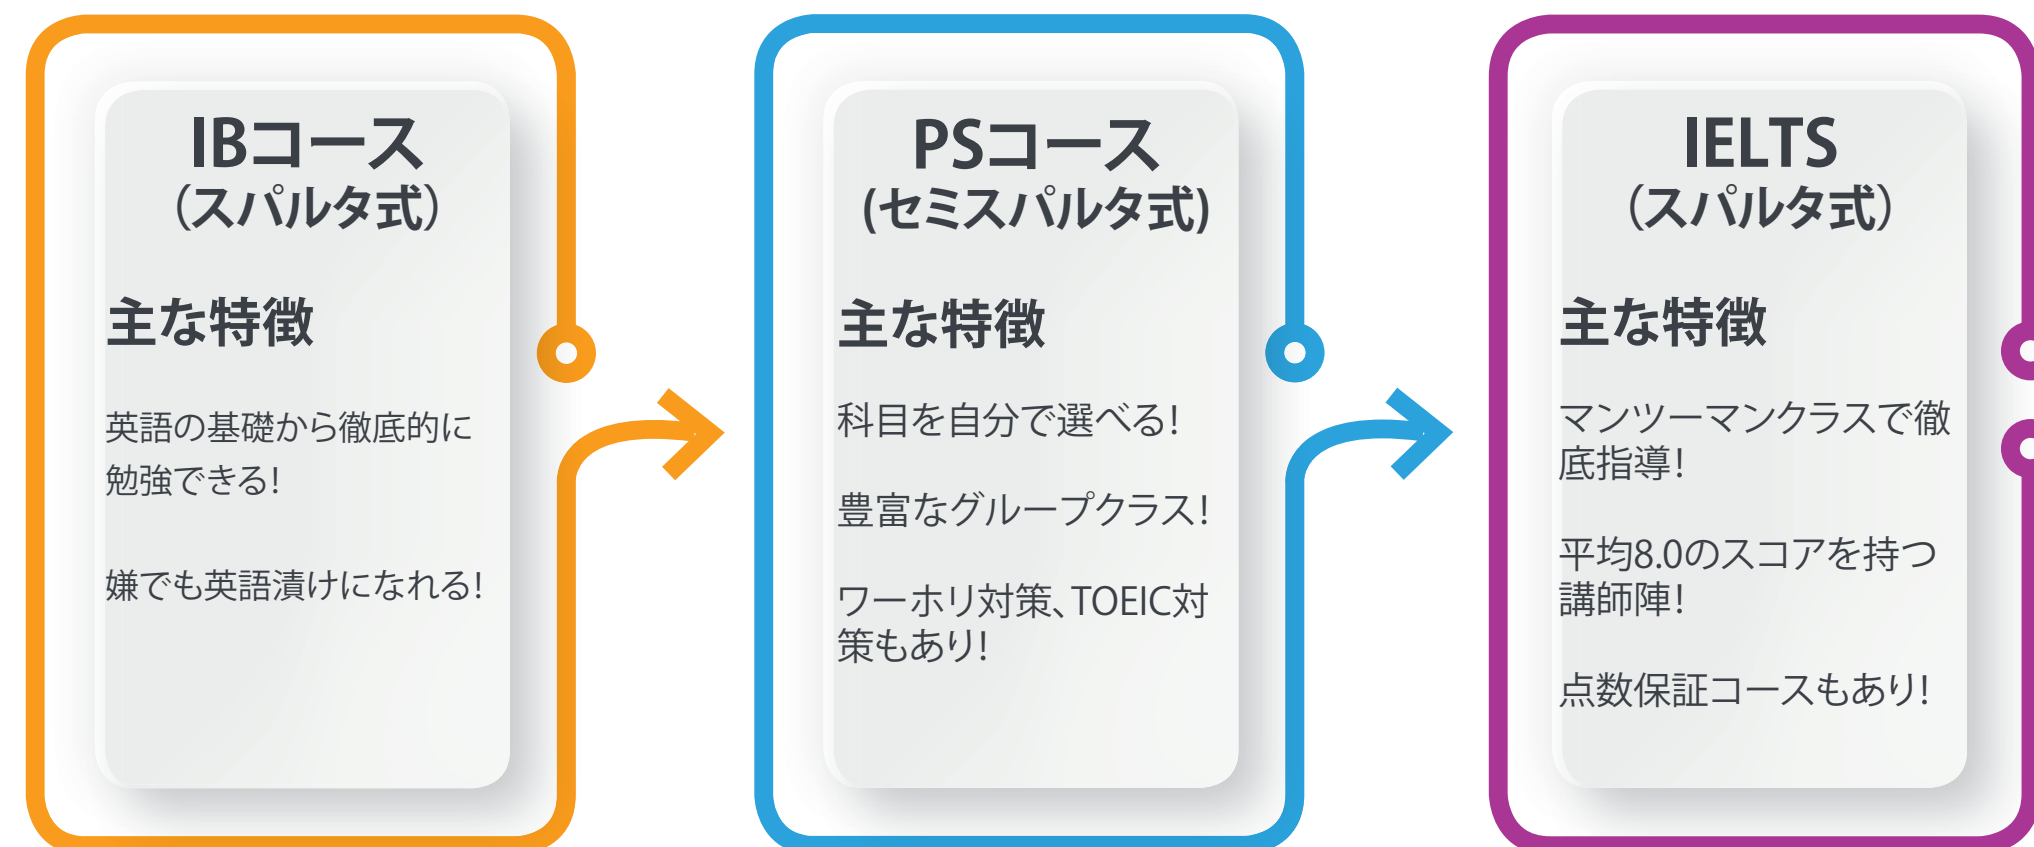 IBコース
（スパルタ式）
主な特徴
英語の基礎から徹底的に
勉強できる！
嫌でも英語漬けになれる！
PSコース
(セミスパルタ式)
主な特徴
科目を自分で選べる！
豊富なグループクラス！
ワーホリ対策、TOEIC対
策もあり！
IELTS
（スパルタ式）
主な特徴
マンツーマンクラスで徹
底指導！
平均8.0のスコアを持つ
講師陣！
点数保証コースもあり！